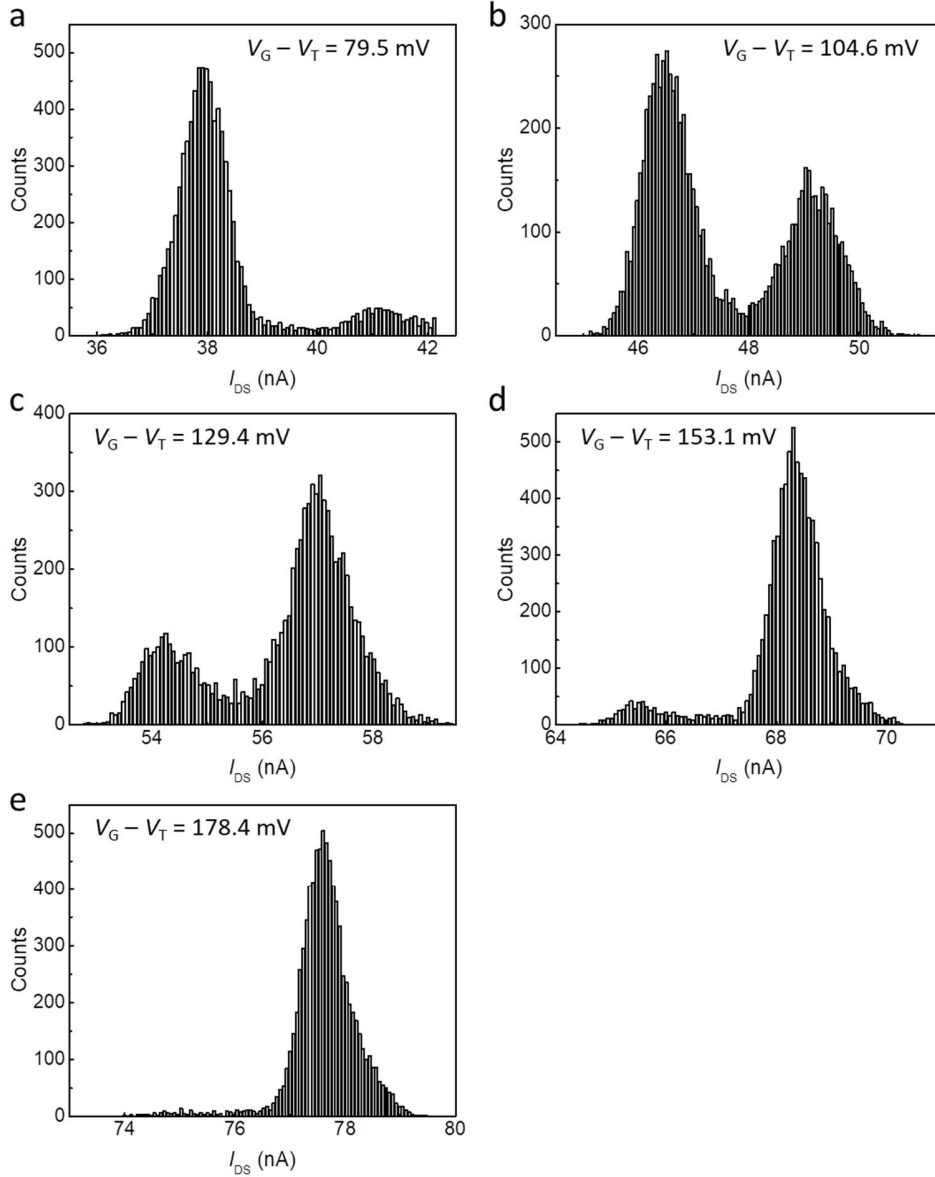 a
V_G – V_T = 79.5 mV
500
400
300
200
100
0
Counts
36 38 40 42
I_DS (nA)
b
V_G – V_T = 104.6 mV
300
200
100
0
Counts
46 48 50
I_DS (nA)
c
V_G – V_T = 129.4 mV
400
300
200
100
0
Counts
54 56 58
I_DS (nA)
d
V_G – V_T = 153.1 mV
500
400
300
200
100
0
Counts
64 66 68 70
I_DS (nA)
e
V_G – V_T = 178.4 mV
500
400
300
200
100
0
Counts
74 76 78 80
I_DS (nA)